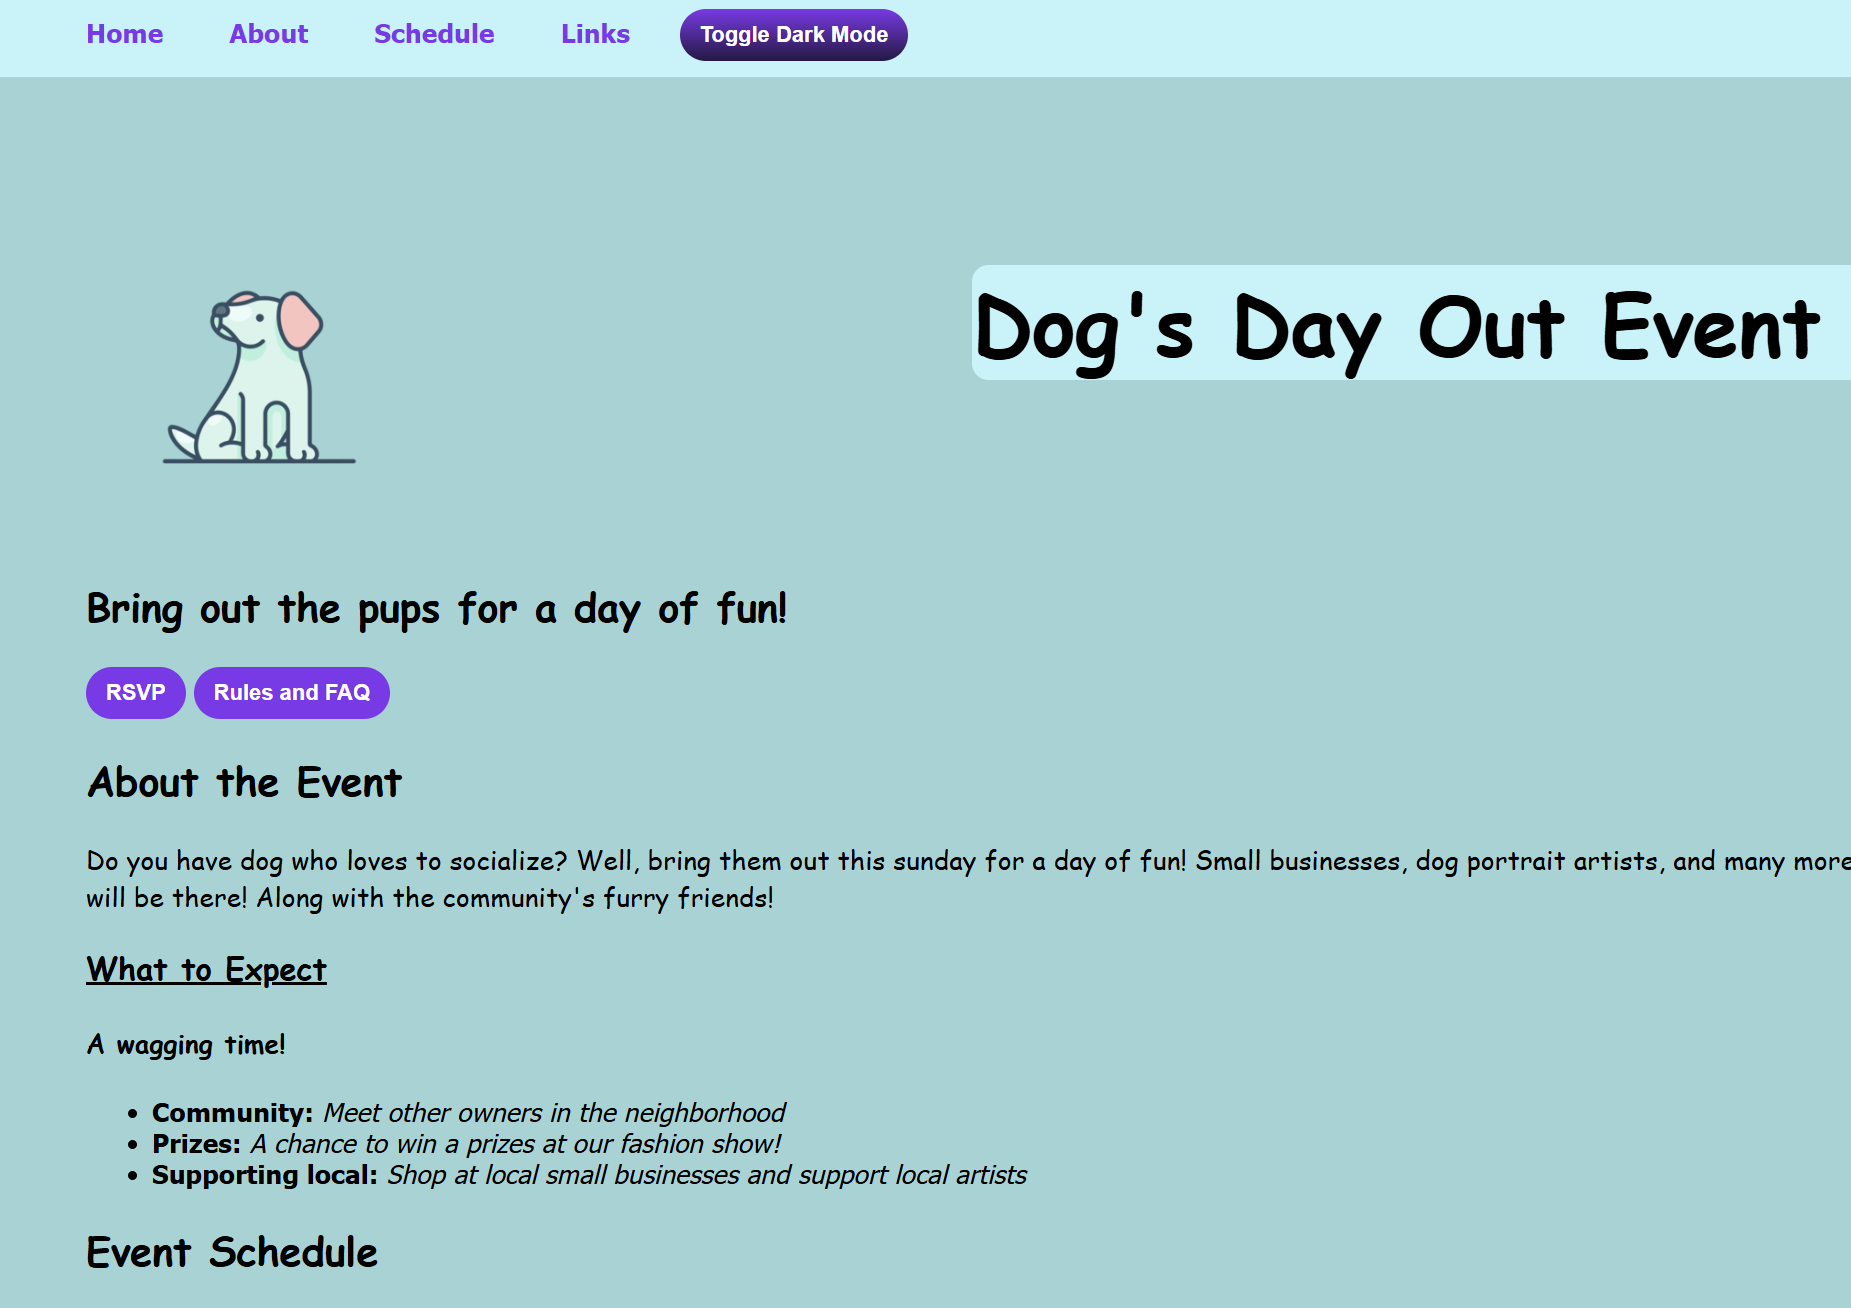 Home About Schedule Links Toggle Dark Mode
Dog's Day Out Event
Bring out the pups for a day of fun!
RSVP Rules and FAQ
About the Event
Do you have dog who loves to socialize? Well, bring them out this sunday for a day of fun! Small businesses, dog portrait artists, and many more
will be there! Along with the community's furry friends!
What to Expect
A wagging time!
Community: Meet other owners in the neighborhood
Prizes: A chance to win a prizes at our fashion show!
Supporting local: Shop at local small businesses and support local artists
Event Schedule